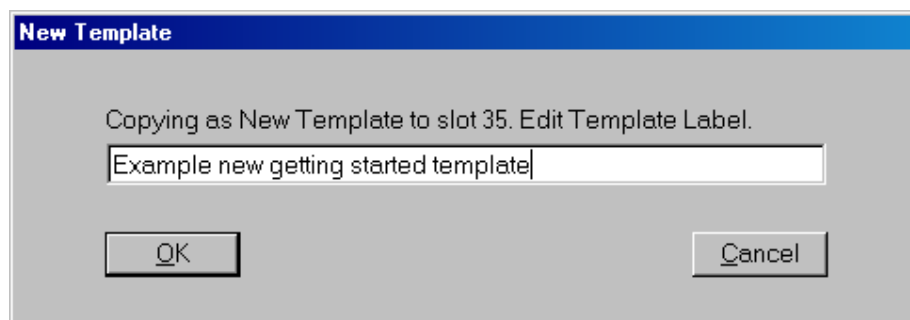 New Template
Copying as New Template to slot 35. Edit Template Label.
Example new getting started template
OK
Cancel